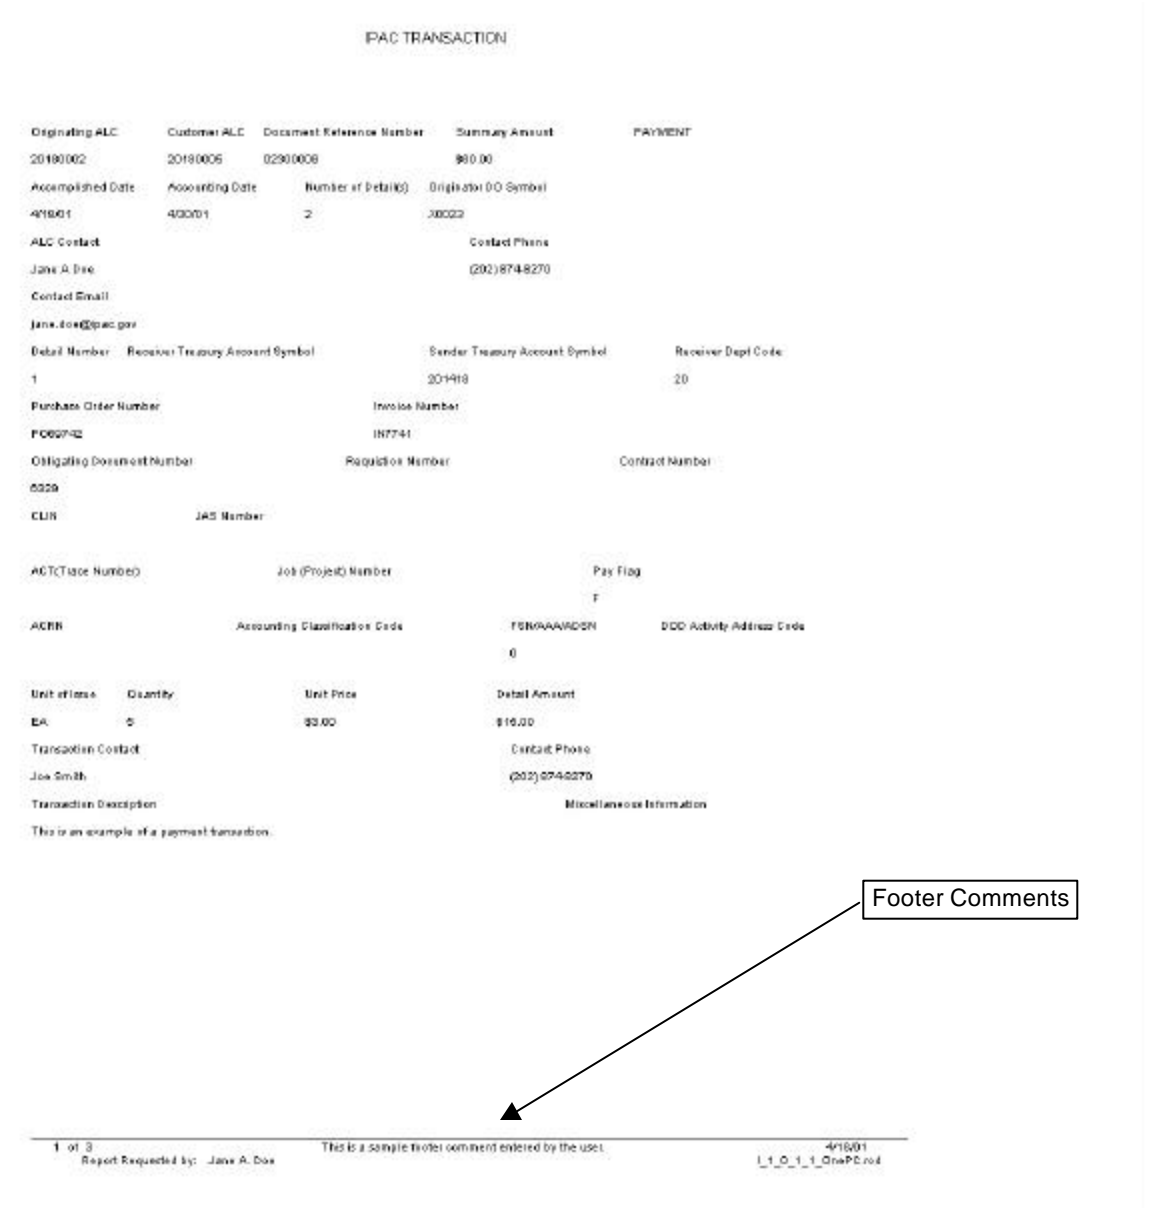 IPAC TRANSACTION
Originating ALC Customer ALC Document Reference Number Summary Amount PAYMENT
20180002 20180005 02300008 $80.00
Accomplished Date Accounting Date Number of Detail(s) Originator DO Symbol
4/18/01 4/30/01 2 X0023
ALC Contact Contact Phone
Jane A. Doe (202) 874-8270
Contact Email
jane.doe@ipac.gov
Detail Number Receiver Treasury Account Symbol Sender Treasury Account Symbol Receiver Dept Code
1 20 20
Purchase Order Number Invoice Number
PO69742 IN7741
Obligating Document Number Requistion Number Contract Number
CLIN JAS Number
ACT(Trace Number) Job (Project) Number Pay Flag
F
ACRN Accounting Classification Code FSN/AAA/ADSN DOD Activity Address Code
0
Unit of Issue Quantity Unit Price Detail Amount
EA $3.00
Transaction Contact Contact Phone
Joe Smith (202) 874-8270
Transaction Description Miscellaneous Information
This is an example of a payment transaction.
Footer Comments
1 of 3 This is a sample footer comment entered by the user. 4/18/01
Report Requested by: Jane A. Doe I_1_0_1_1_OnePC.rod